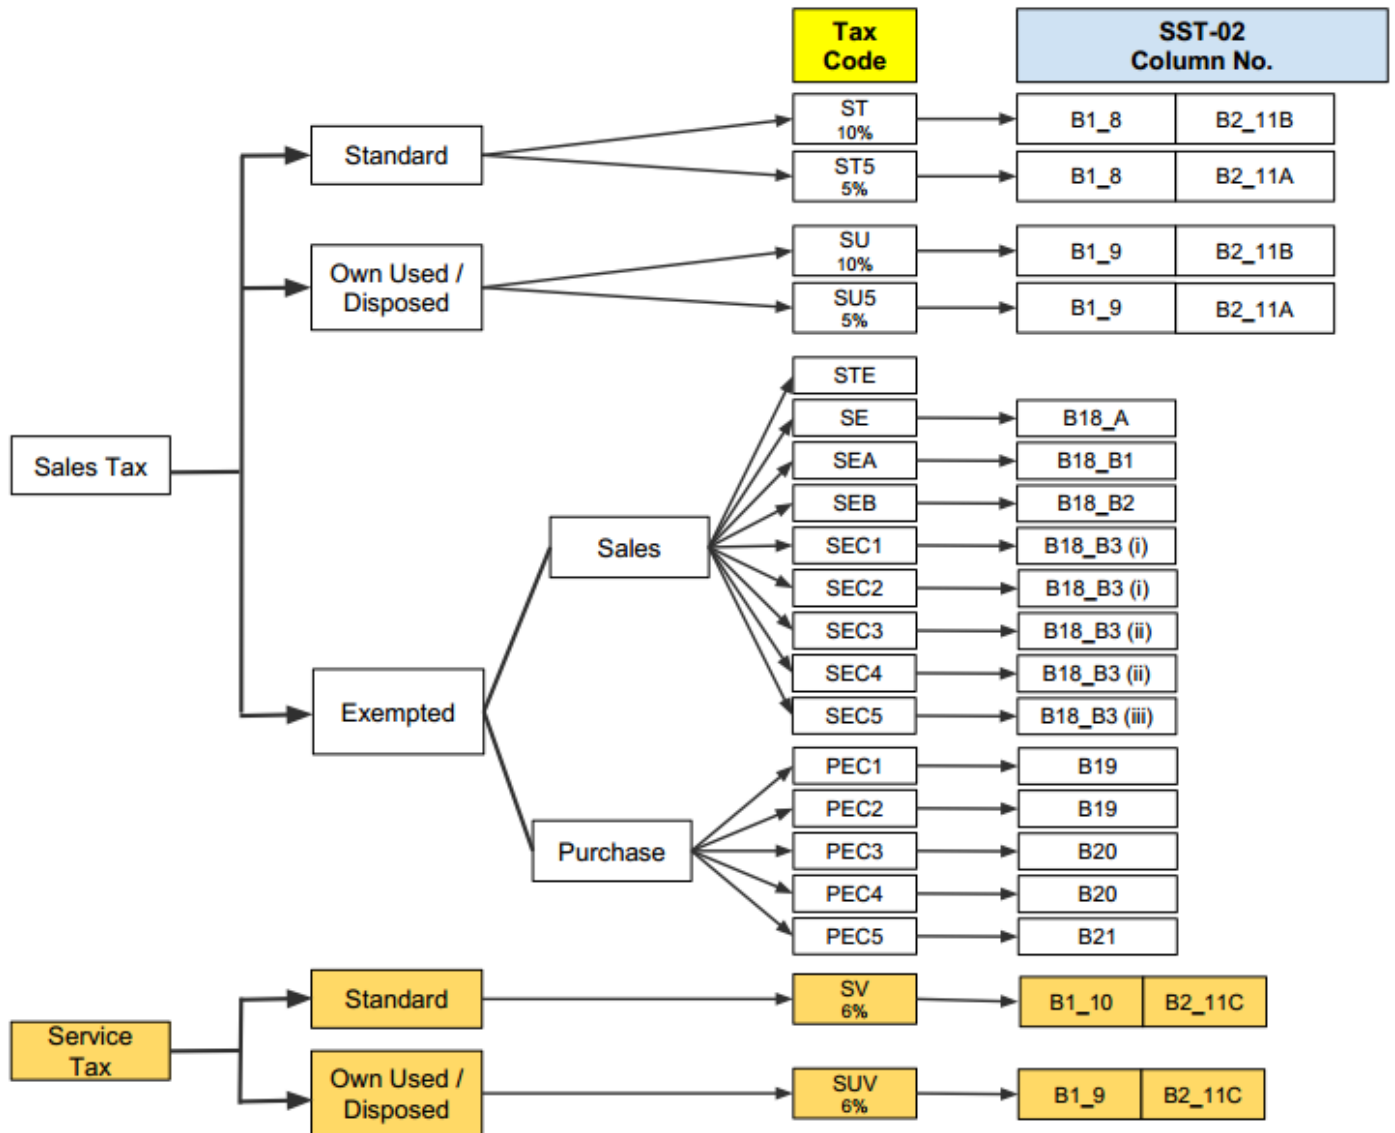 Tax
Code
SST-02
Column No.
Sales Tax
Standard
ST
10%
B1_8
B2_11B
ST5
5%
B1_8
B2_11A
Own Used /
Disposed
SU
10%
B1_9
B2_11B
SU5
5%
B1_9
B2_11A
Exempted
Sales
STE
SE
B18_A
SEA
B18_B1
SEB
B18_B2
SEC1
B18_B3 (i)
SEC2
B18_B3 (i)
SEC3
B18_B3 (ii)
SEC4
B18_B3 (ii)
SEC5
B18_B3 (iii)
Purchase
PEC1
B19
PEC2
B19
PEC3
B20
PEC4
B20
PEC5
B21
Service
Tax
Standard
SV
6%
B1_10
B2_11C
Own Used /
Disposed
SUV
6%
B1_9
B2_11C